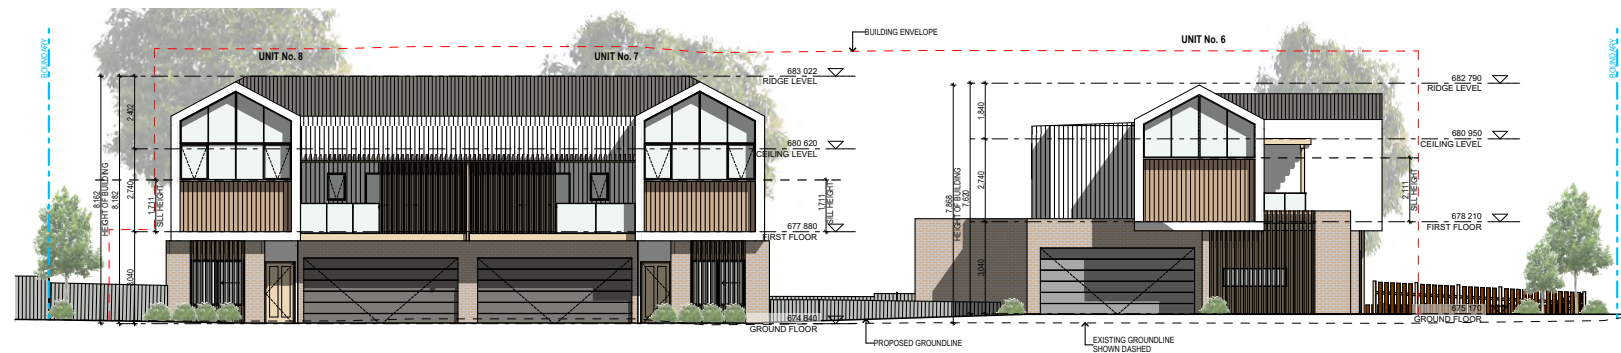 BOUNDARY
UNIT No. 8
UNIT No. 7
BUILDING ENVELOPE
UNIT No. 6
BOUNDARY
683 022
RIDGE LEVEL
680 620
CEILING LEVEL
677 880
FIRST FLOOR
674 840
GROUND FLOOR
8,162
HEIGHT OF BUILDING
8,182
2,402
2,740
3,040
1,711
SILL HEIGHT
1,711
SILL HEIGHT
682 790
RIDGE LEVEL
680 950
CEILING LEVEL
678 210
FIRST FLOOR
675 170
GROUND FLOOR
7,868
HEIGHT OF BUILDING
7,620
1,840
2,740
3,040
2,111
SILL HEIGHT
PROPOSED GROUNDLINE
EXISTING GROUNDLINE
SHOWN DASHED